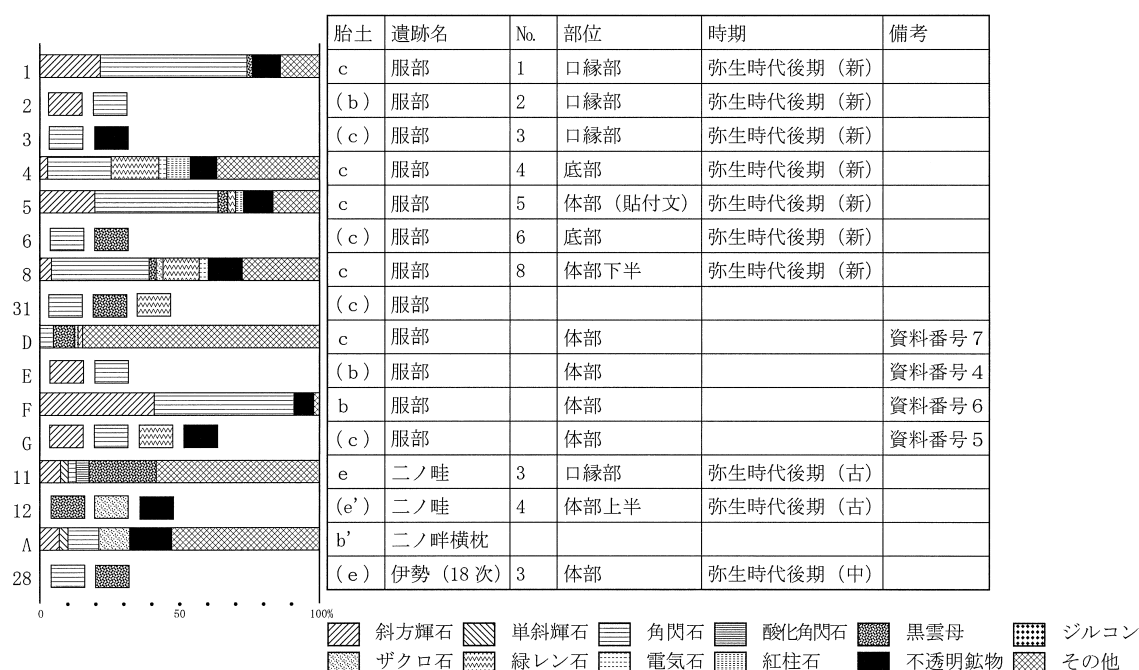 胎土 遺跡名 № 部位 時期 備考
1 c 服部 1 口縁部 弥生時代後期（新）
2 (b) 服部 2 口縁部 弥生時代後期（新）
3 (c) 服部 3 口縁部 弥生時代後期（新）
4 c 服部 4 底部 弥生時代後期（新）
5 c 服部 5 体部（貼付文） 弥生時代後期（新）
6 (c) 服部 6 底部 弥生時代後期（新）
8 c 服部 8 体部下半 弥生時代後期（新）
31 (c) 服部
D c 服部 体部 資料番号7
E (b) 服部 体部 資料番号4
F b 服部 体部 資料番号6
G (c) 服部 体部 資料番号5
11 e 二ノ畦 3 口縁部 弥生時代後期（古）
12 (e') 二ノ畦 4 体部上半 弥生時代後期（古）
A b' 二ノ畔横枕
28 (e) 伊勢（18次） 3 体部 弥生時代後期（中）
0 50 100%
斜方輝石 単斜輝石 角閃石 酸化角閃石 黒雲母 ジルコン
ザクロ石 緑レン石 電気石 紅柱石 不透明鉱物 その他